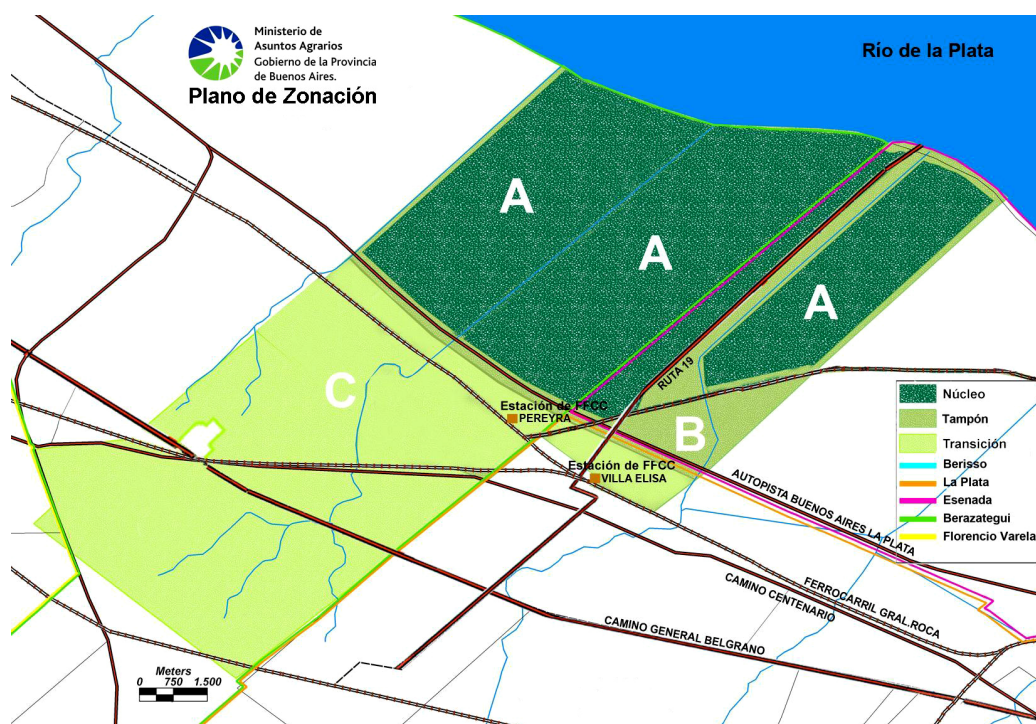 Ministerio de
Asuntos Agrarios
Gobierno de la Provincia
de Buenos Aires.
Plano de Zonación
Río de la Plata
A
A
A
C
B
RUTA 19
Estación de FFCC
PEREYRA
Estación de FFCC
VILLA ELISA
AUTOPISTA BUENOS AIRES LA PLATA
FERROCARRIL GRAL.ROCA
CAMINO CENTENARIO
CAMINO GENERAL BELGRANO
Núcleo
Tampón
Transición
Berisso
La Plata
Esenada
Berazategui
Florencio Varela
Meters
0 750 1.500